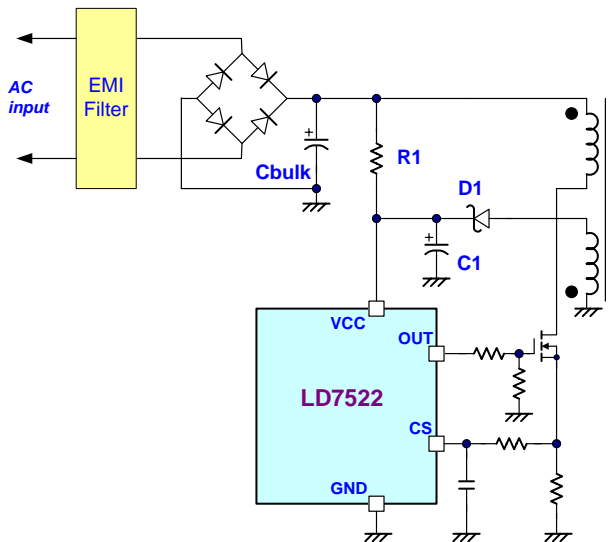 AC
input
EMI
Filter
Cbulk
+
R1
D1
+
C1
VCC
OUT
LD7522
CS
GND